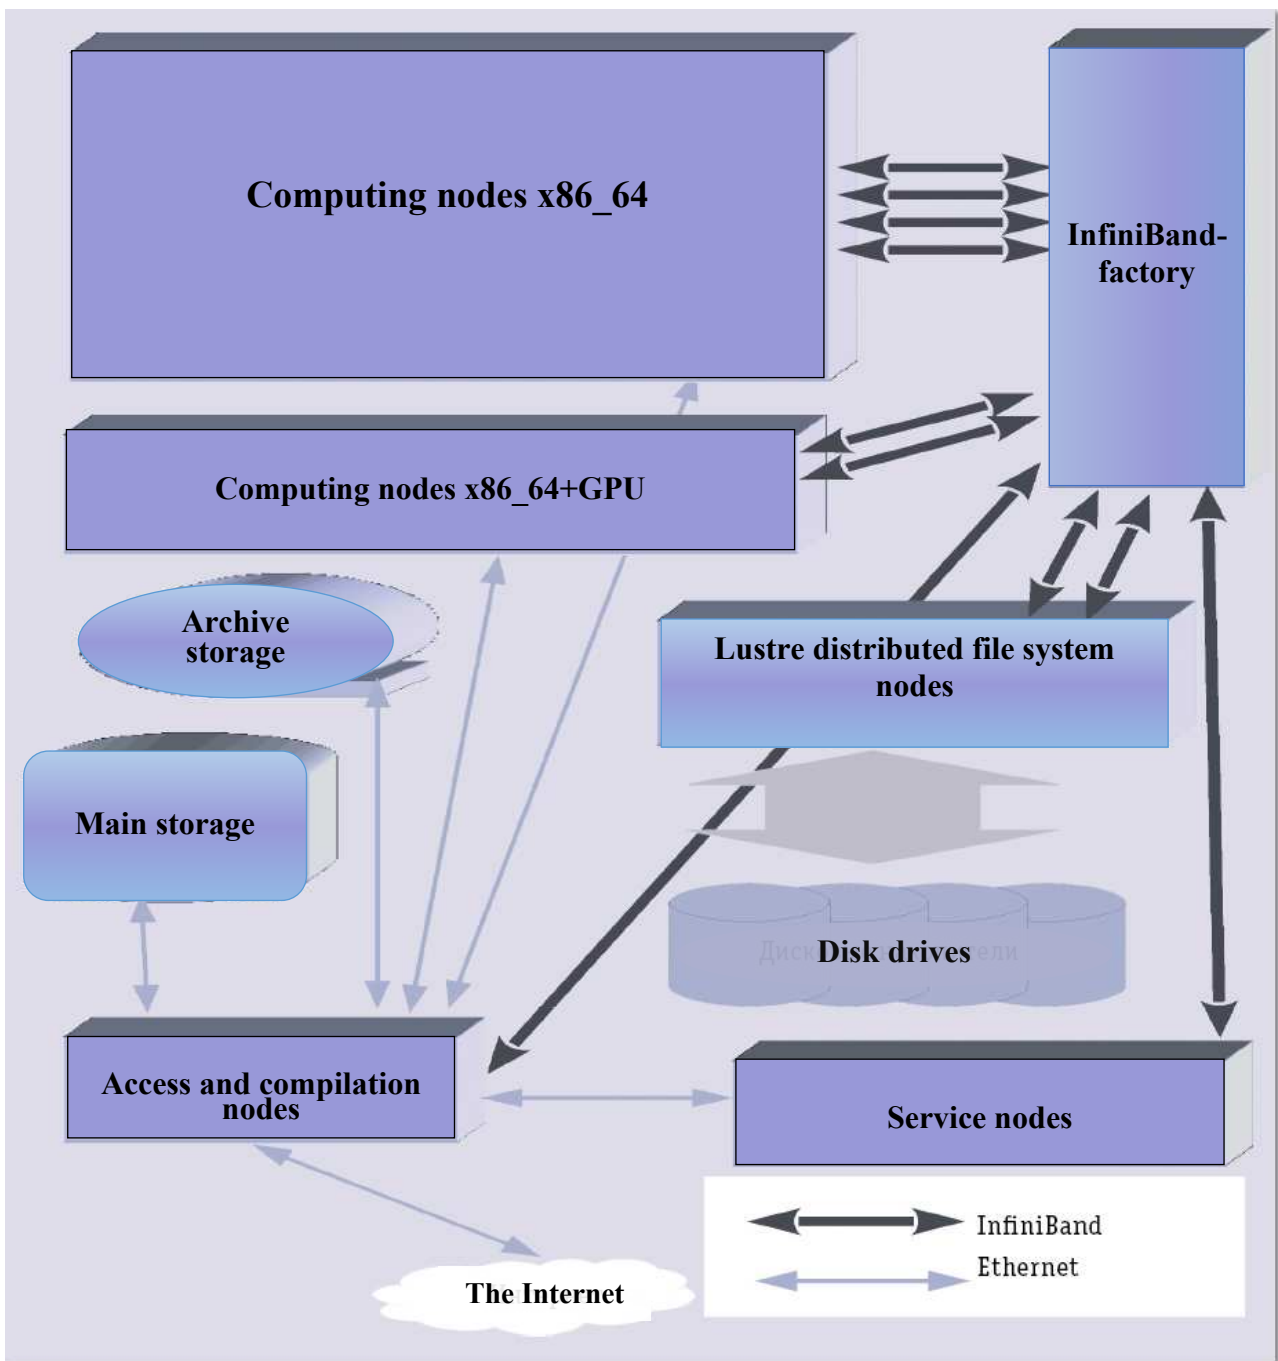 Computing nodes x86_64
InfiniBand-
factory
Computing nodes x86_64+GPU
Archive
storage
Lustre distributed file system
nodes
Main storage
Disk drives
Access and compilation
nodes
Service nodes
InfiniBand
Ethernet
The Internet